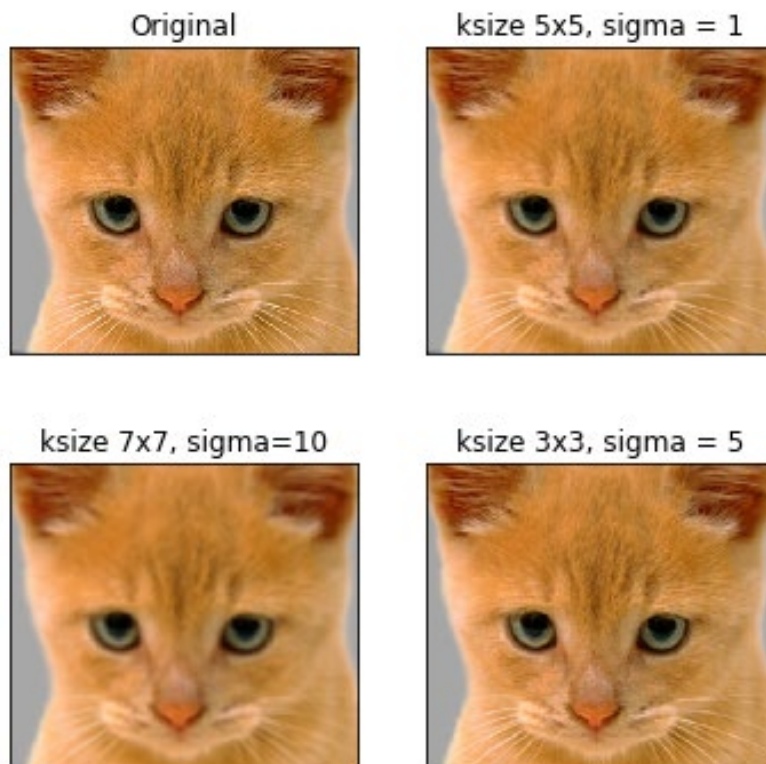 Original
ksize 5x5, sigma = 1
ksize 7x7, sigma=10
ksize 3x3, sigma = 5